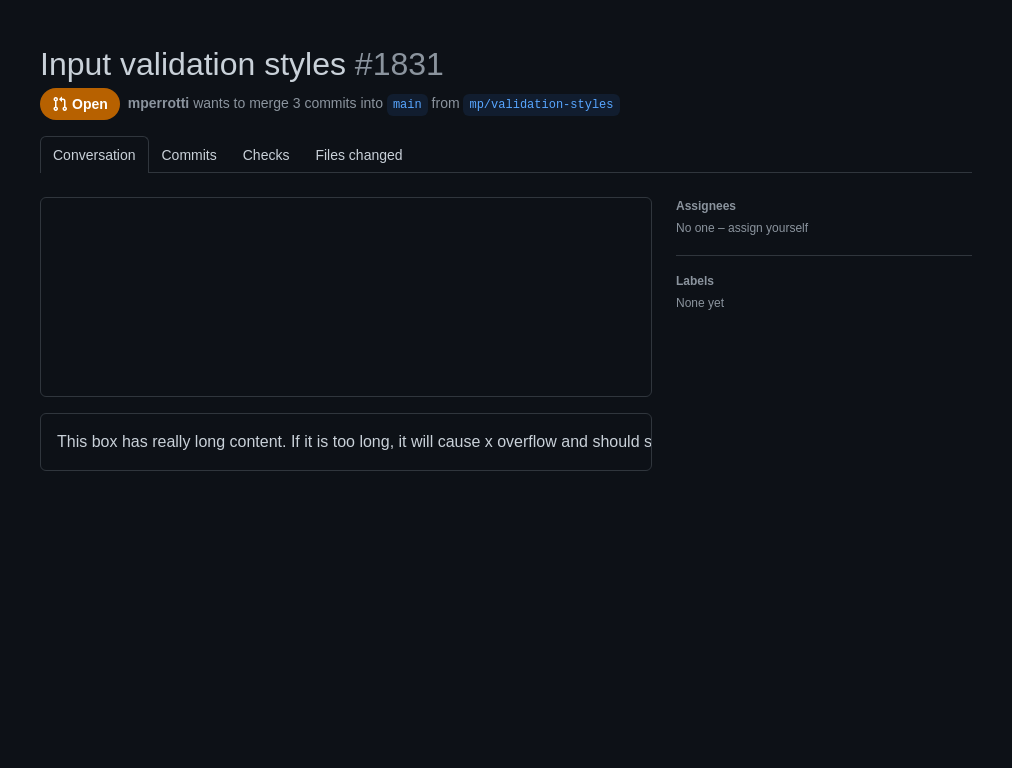 Input validation styles #1831
Open mperrotti wants to merge 3 commits into main from mp/validation-styles
Conversation Commits Checks Files changed
Assignees
No one – assign yourself
Labels
None yet
This box has really long content. If it is too long, it will cause x overflow and should s